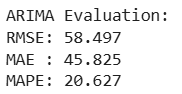 ARIMA Evaluation:
RMSE: 58.497
MAE : 45.825
MAPE: 20.627